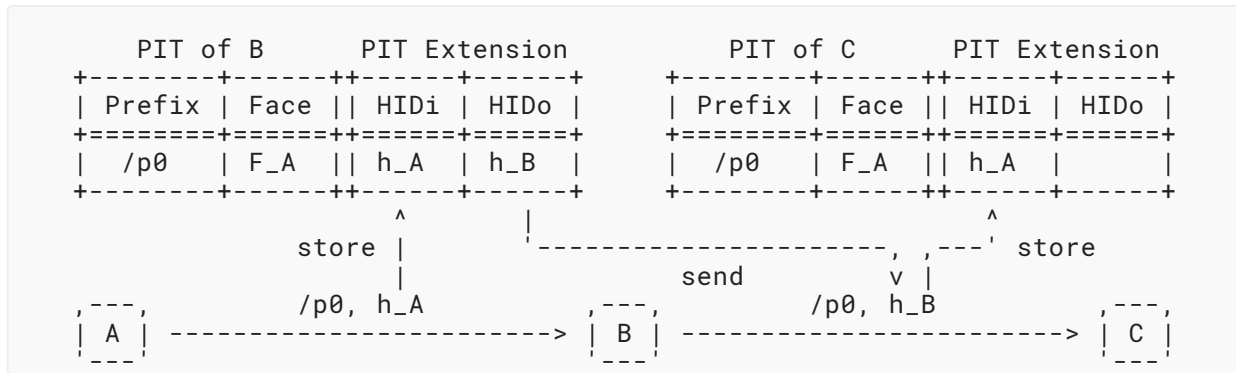 PIT of B PIT Extension PIT of C PIT Extension
| Prefix | Face || HIDi | HIDo | | Prefix | Face || HIDi | HIDo |
| /p0 | F_A || h_A | h_B | | /p0 | F_A || h_A | |
store | '----------------------, ,---' store
send v |
/p0, h_A /p0, h_B
| A | ------------------------> | B | ------------------------> | C |